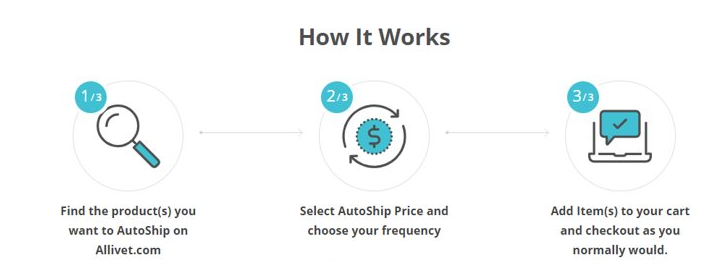 How It Works
1/3
2/3
3/3
$
Find the product(s) you
want to AutoShip on
Allivet.com
Select AutoShip Price and
choose your frequency
Add Item(s) to your cart
and checkout as you
normally would.